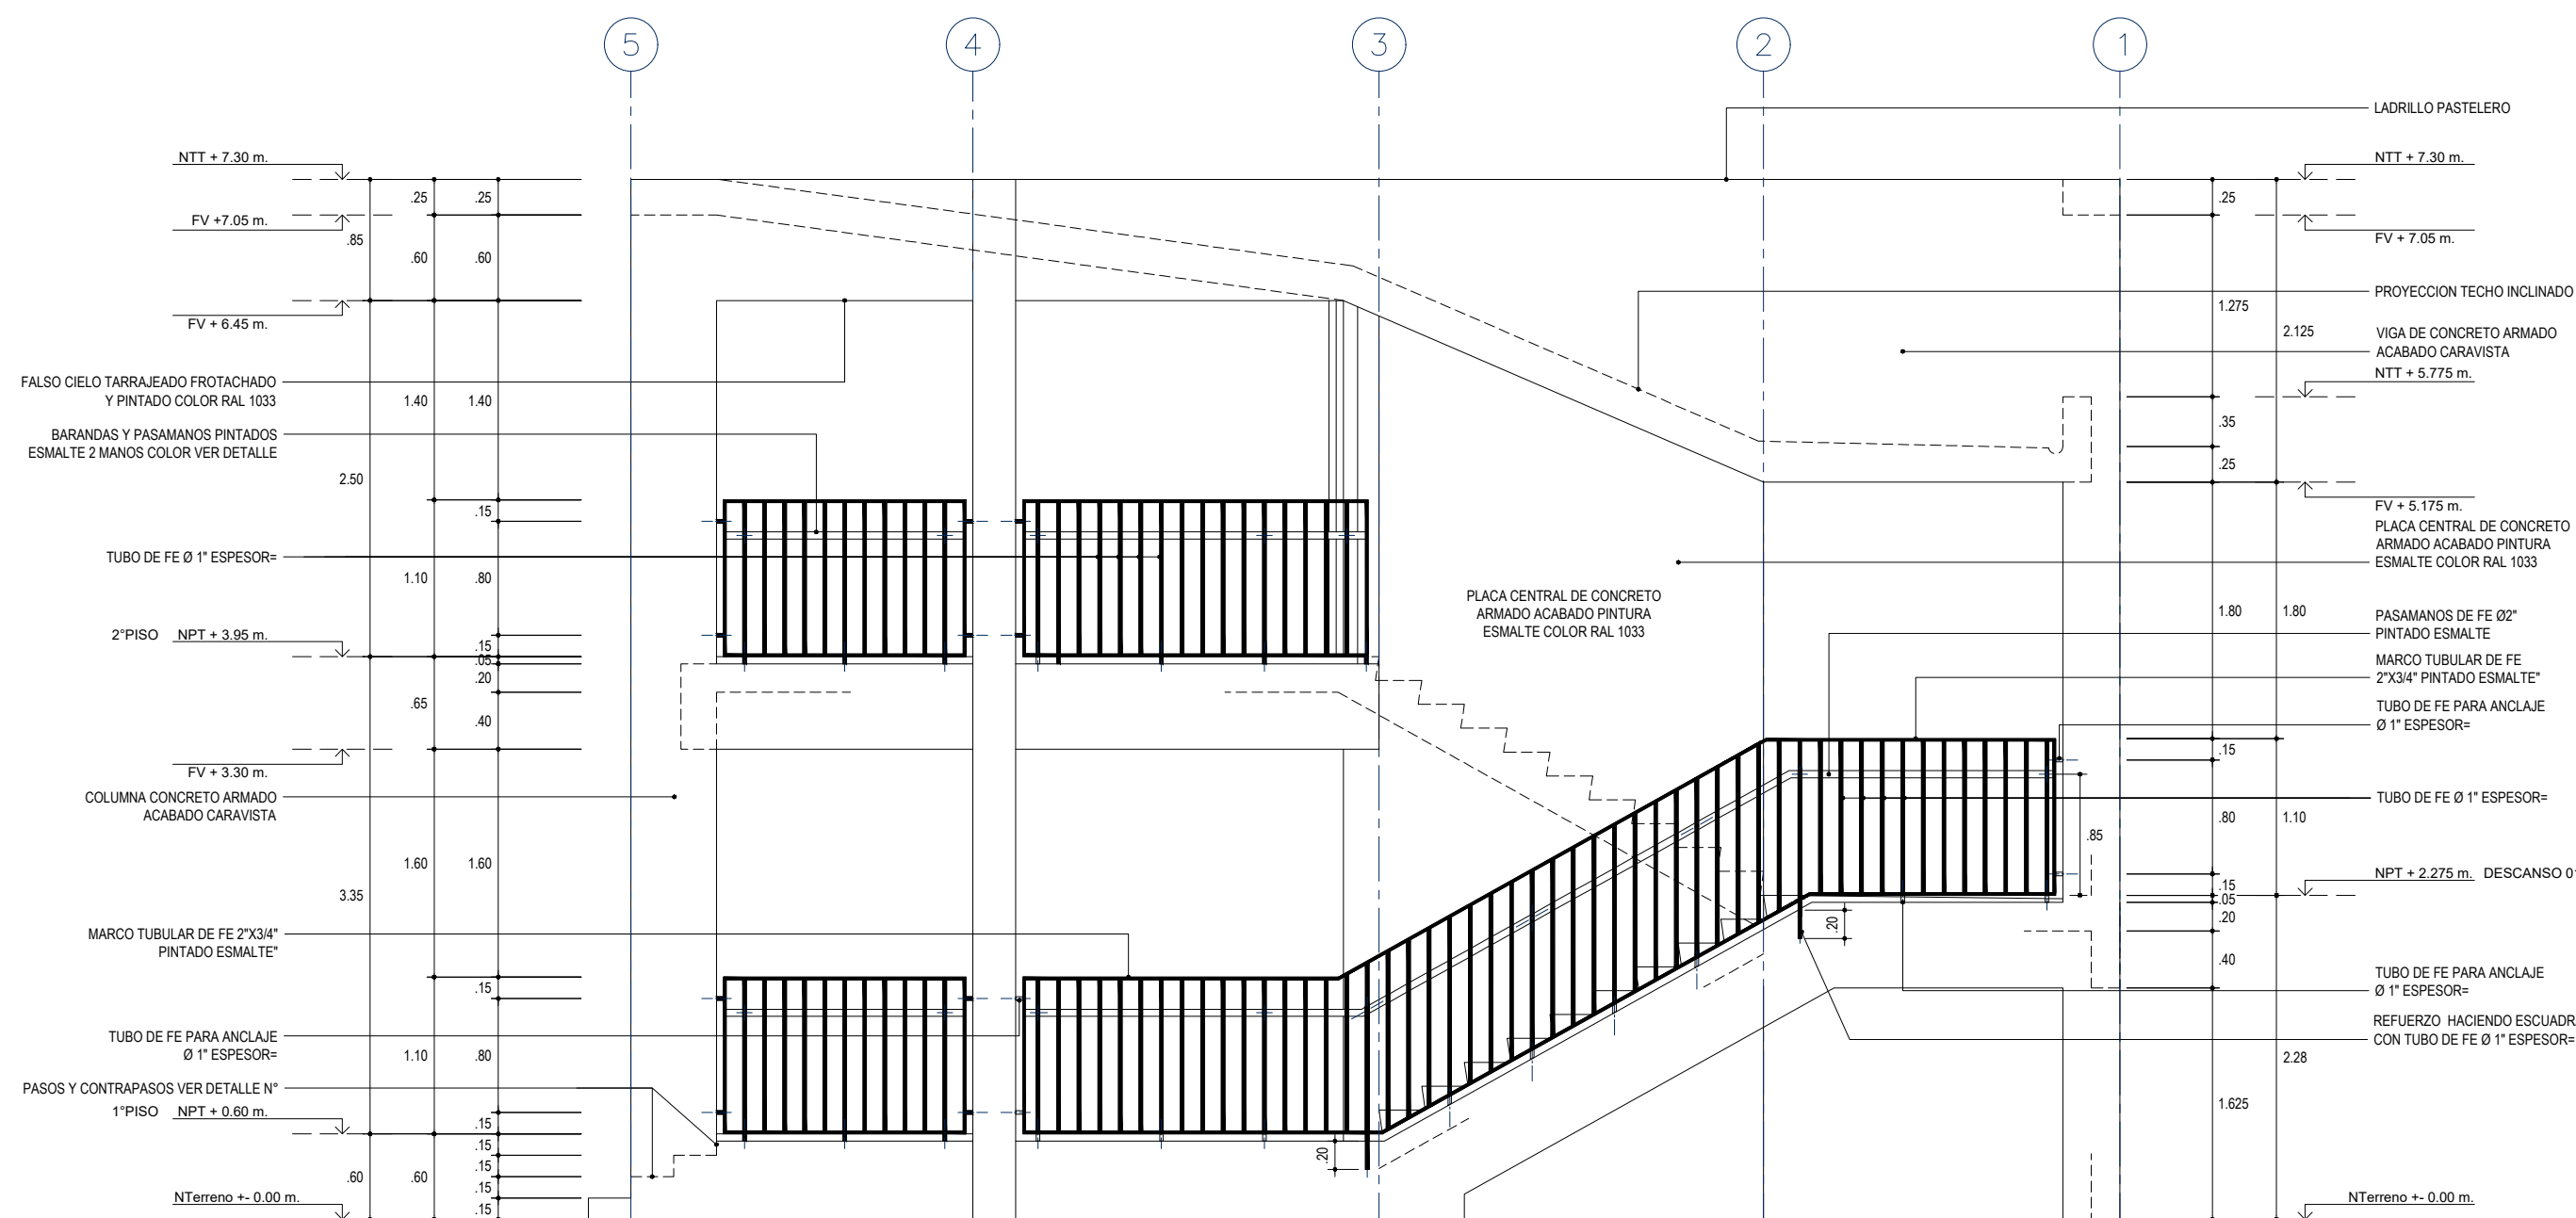 5
4
3
2
1
NTT + 7.30 m.
FV +7.05 m.
FV + 6.45 m.
FALSO CIELO TARRAJEADO FROTACHADO
Y PINTADO COLOR RAL 1033
BARANDAS Y PASAMANOS PINTADOS
ESMALTE 2 MANOS COLOR VER DETALLE
TUBO DE FE Ø 1" ESPESOR=
2°PISO NPT + 3.95 m.
FV + 3.30 m.
COLUMNA CONCRETO ARMADO
ACABADO CARAVISTA
MARCO TUBULAR DE FE 2"X3/4"
PINTADO ESMALTE"
TUBO DE FE PARA ANCLAJE
Ø 1" ESPESOR=
PASOS Y CONTRAPASOS VER DETALLE N°
1°PISO NPT + 0.60 m.
NTerreno +- 0.00 m.
.85
2.50
3.35
.60
.25
.60
1.40
1.10
.65
1.60
1.10
.60
.25
.60
1.40
.15
.80
.15
.05
.20
.40
1.60
.15
.80
.15
.15
.15
.15
.15
PLACA CENTRAL DE CONCRETO
ARMADO ACABADO PINTURA
ESMALTE COLOR RAL 1033
.20
.20
.85
.25
1.275
.35
.25
1.80
.15
.80
.15
.05
.20
.40
1.625
2.125
1.80
1.10
2.28
LADRILLO PASTELERO
NTT + 7.30 m.
FV + 7.05 m.
PROYECCION TECHO INCLINADO
VIGA DE CONCRETO ARMADO
ACABADO CARAVISTA
NTT + 5.775 m.
FV + 5.175 m.
PLACA CENTRAL DE CONCRETO
ARMADO ACABADO PINTURA
ESMALTE COLOR RAL 1033
PASAMANOS DE FE Ø2"
PINTADO ESMALTE
MARCO TUBULAR DE FE
2"X3/4" PINTADO ESMALTE"
TUBO DE FE PARA ANCLAJE
Ø 1" ESPESOR=
TUBO DE FE Ø 1" ESPESOR=
NPT + 2.275 m. DESCANSO 01
TUBO DE FE PARA ANCLAJE
Ø 1" ESPESOR=
REFUERZO HACIENDO ESCUADRA
CON TUBO DE FE Ø 1" ESPESOR=
NTerreno +- 0.00 m.